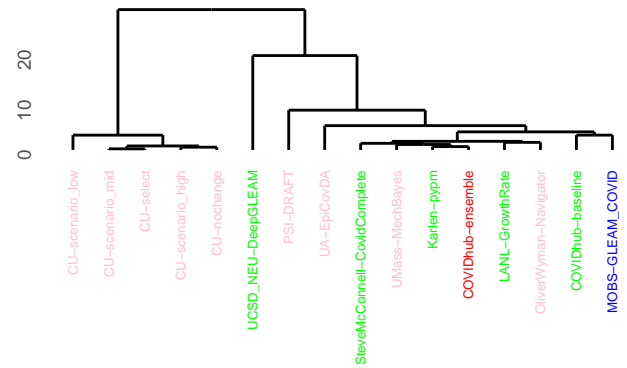 20
10
0
CU-scenario_low
CU-scenario_mid
CU-select
CU-scenario_high
CU-nochange
UCSD_NEU-DeepGLEAM
PSI-DRAFT
UA-EpiCovDA
SteveMcConnell-CovidComplete
UMass-MechBayes
Karlen-pypm
COVIDhub-ensemble
LANL-GrowthRate
OliverWyman-Navigator
COVIDhub-baseline
MOBS-GLEAM_COVID